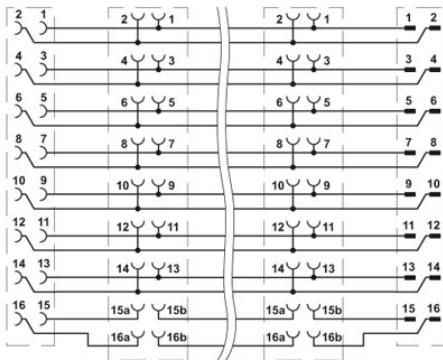 2 1 2 1 2 1 1 2
4 3 4 3 4 3 3 4
6 5 6 5 6 5 5 6
8 7 8 7 8 7 7 8
10 9 10 9 10 9 9 10
12 11 12 11 12 11 11 12
14 13 14 13 14 13 13 14
16 15 15a 15b 15a 15b 15 16
16a 16b 16a 16b